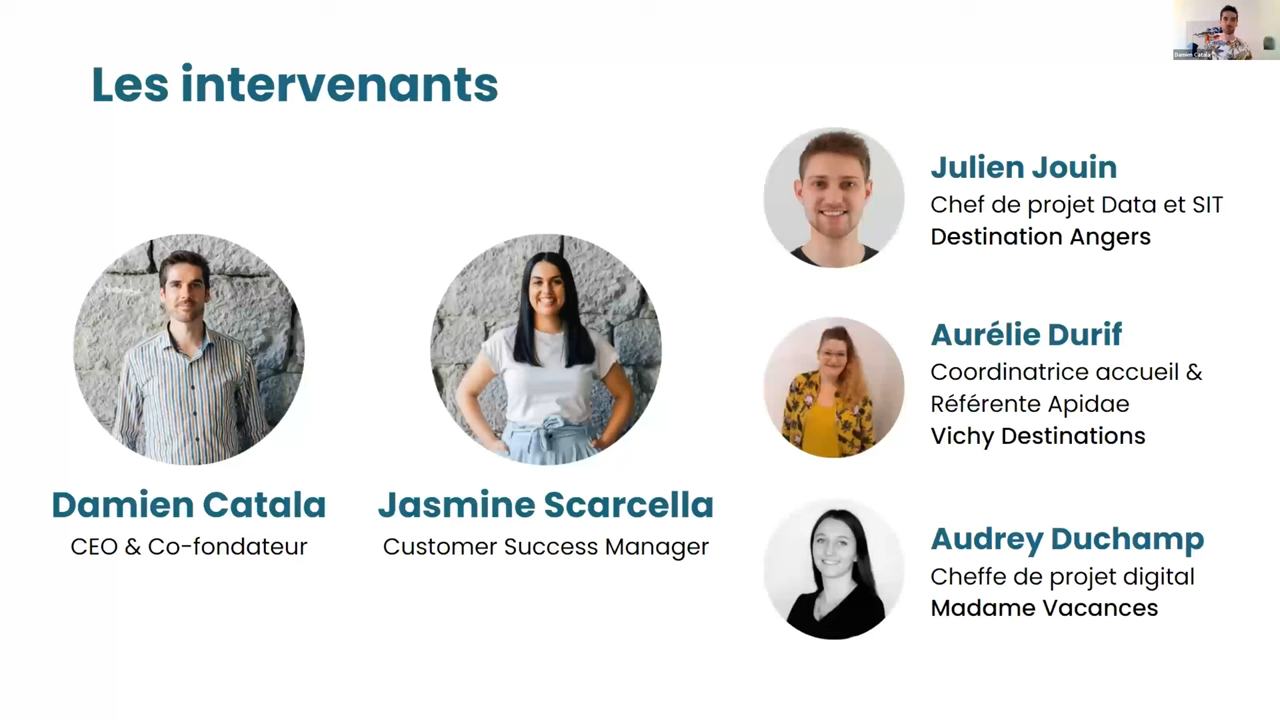 Les intervenants
Damien Catala
Julien Jouin
Chef de projet Data et SIT
Destination Angers
Aurélie Durif
Coordinatrice accueil &
Référente Apidae
Vichy Destinations
Damien Catala
CEO & Co-fondateur
Jasmine Scarcella
Customer Success Manager
Audrey Duchamp
Cheffe de projet digital
Madame Vacances